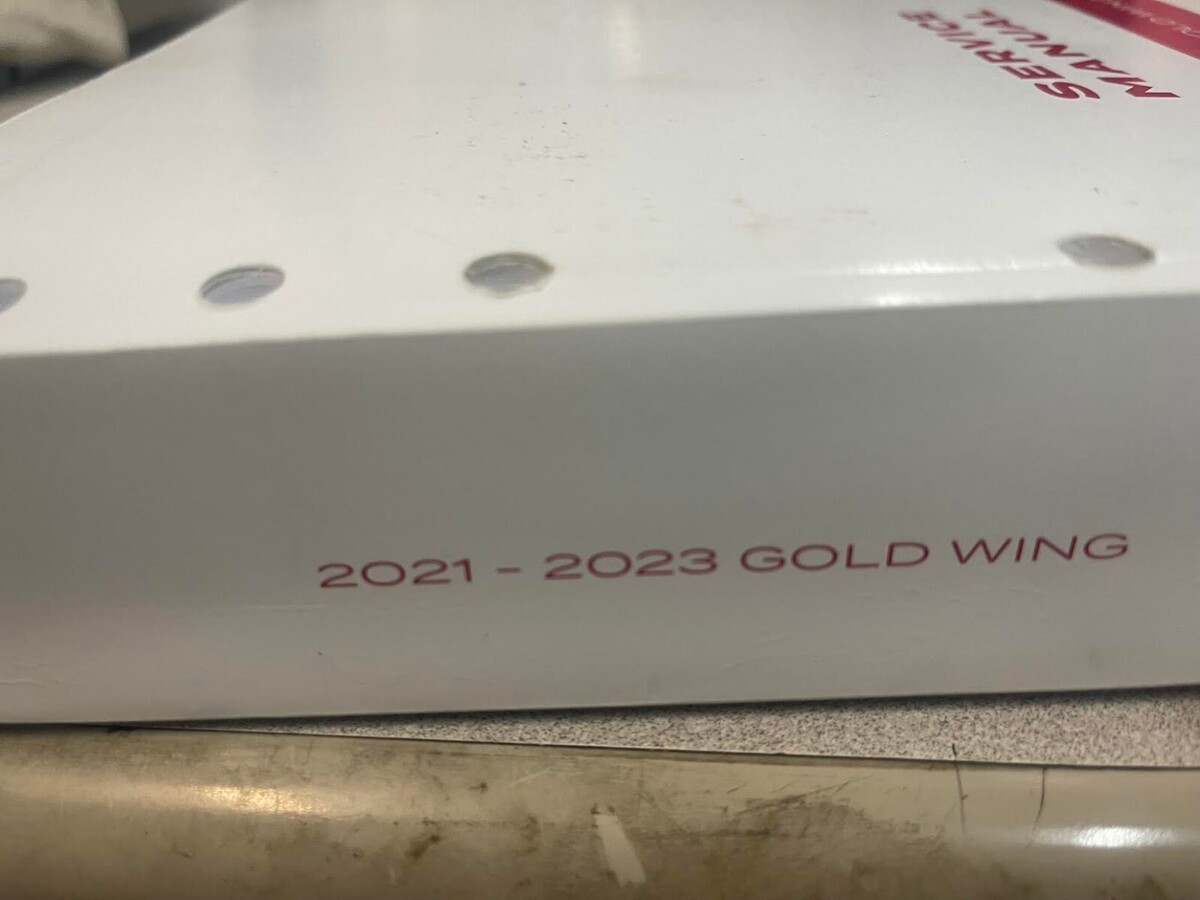 SERVICE
MANUAL
2021 - 2023 GOLD WING